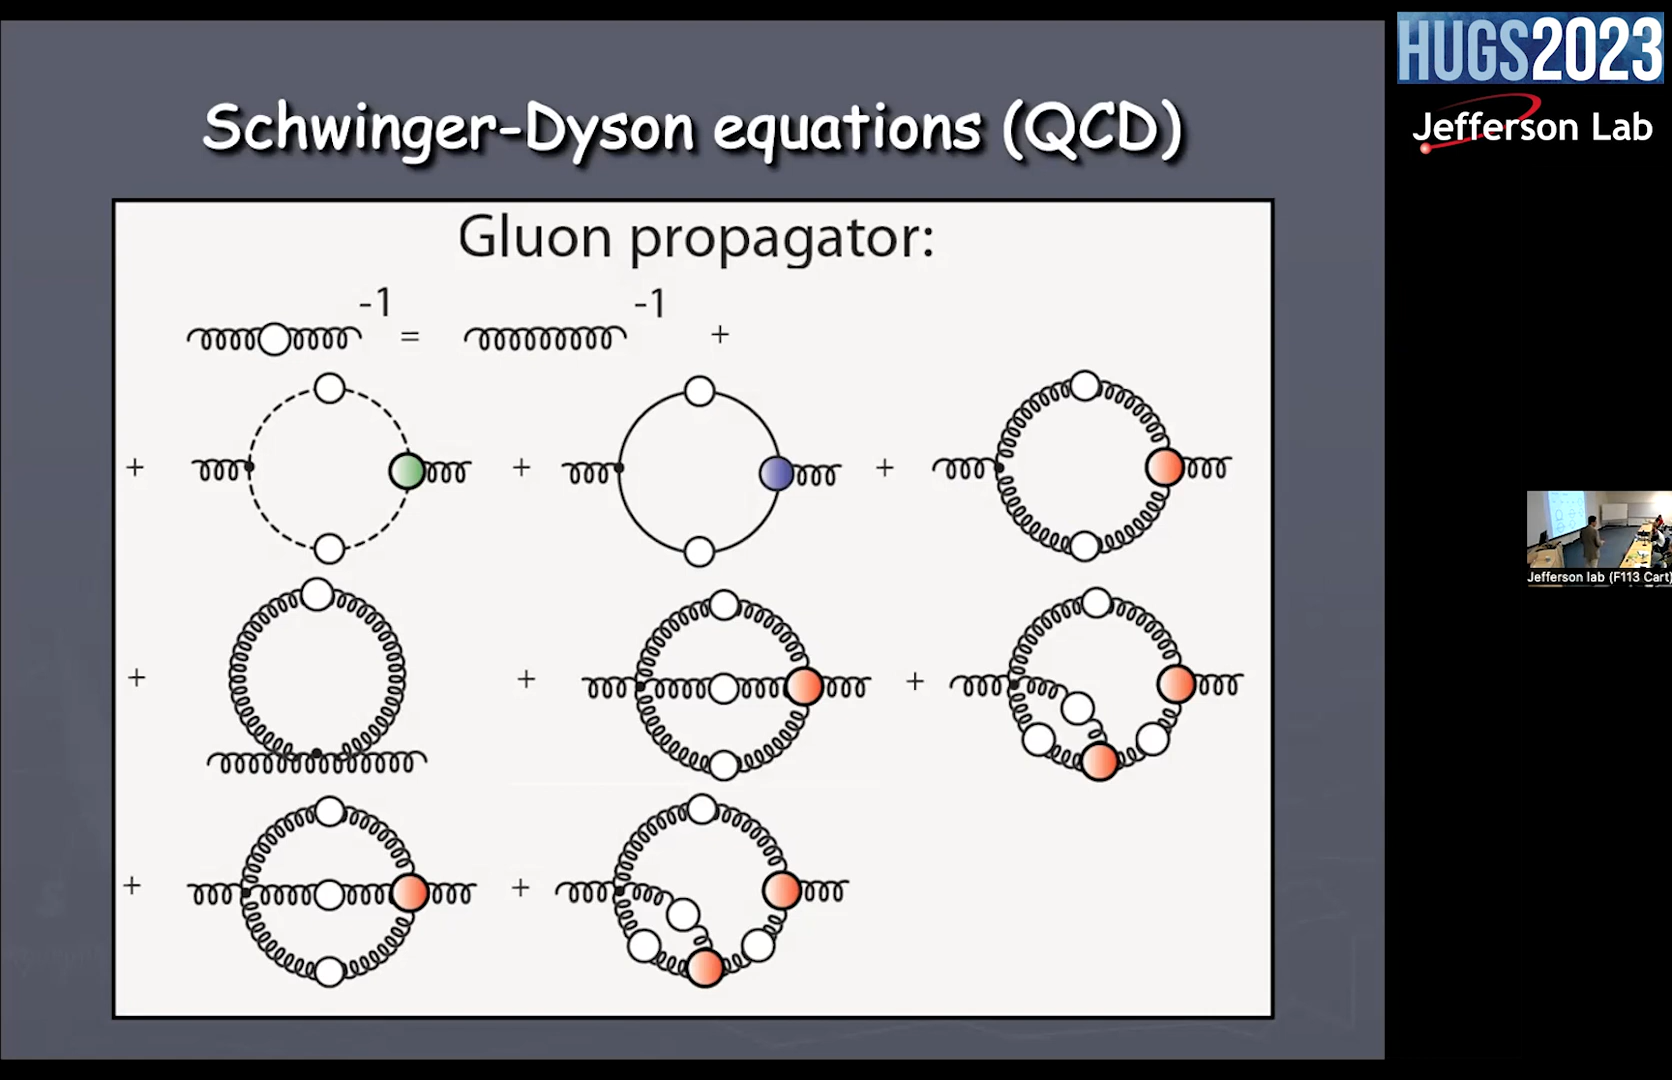 HUGS2023
Jefferson Lab
Schwinger-Dyson equations (QCD)
Gluon propagator:
-1 = -1 +
+ + +
+ + +
+ +
Jefferson lab (F113 Cart)